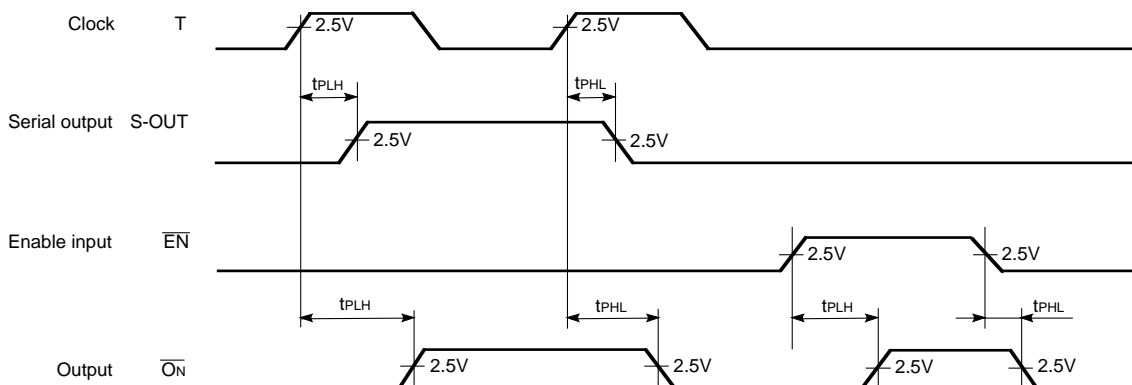 Clock T 2.5V 2.5V
tPLH tPHL
Serial output S-OUT 2.5V 2.5V
Enable input EN 2.5V 2.5V
tPLH tPHL tPLH tPHL
Output ON 2.5V 2.5V 2.5V 2.5V